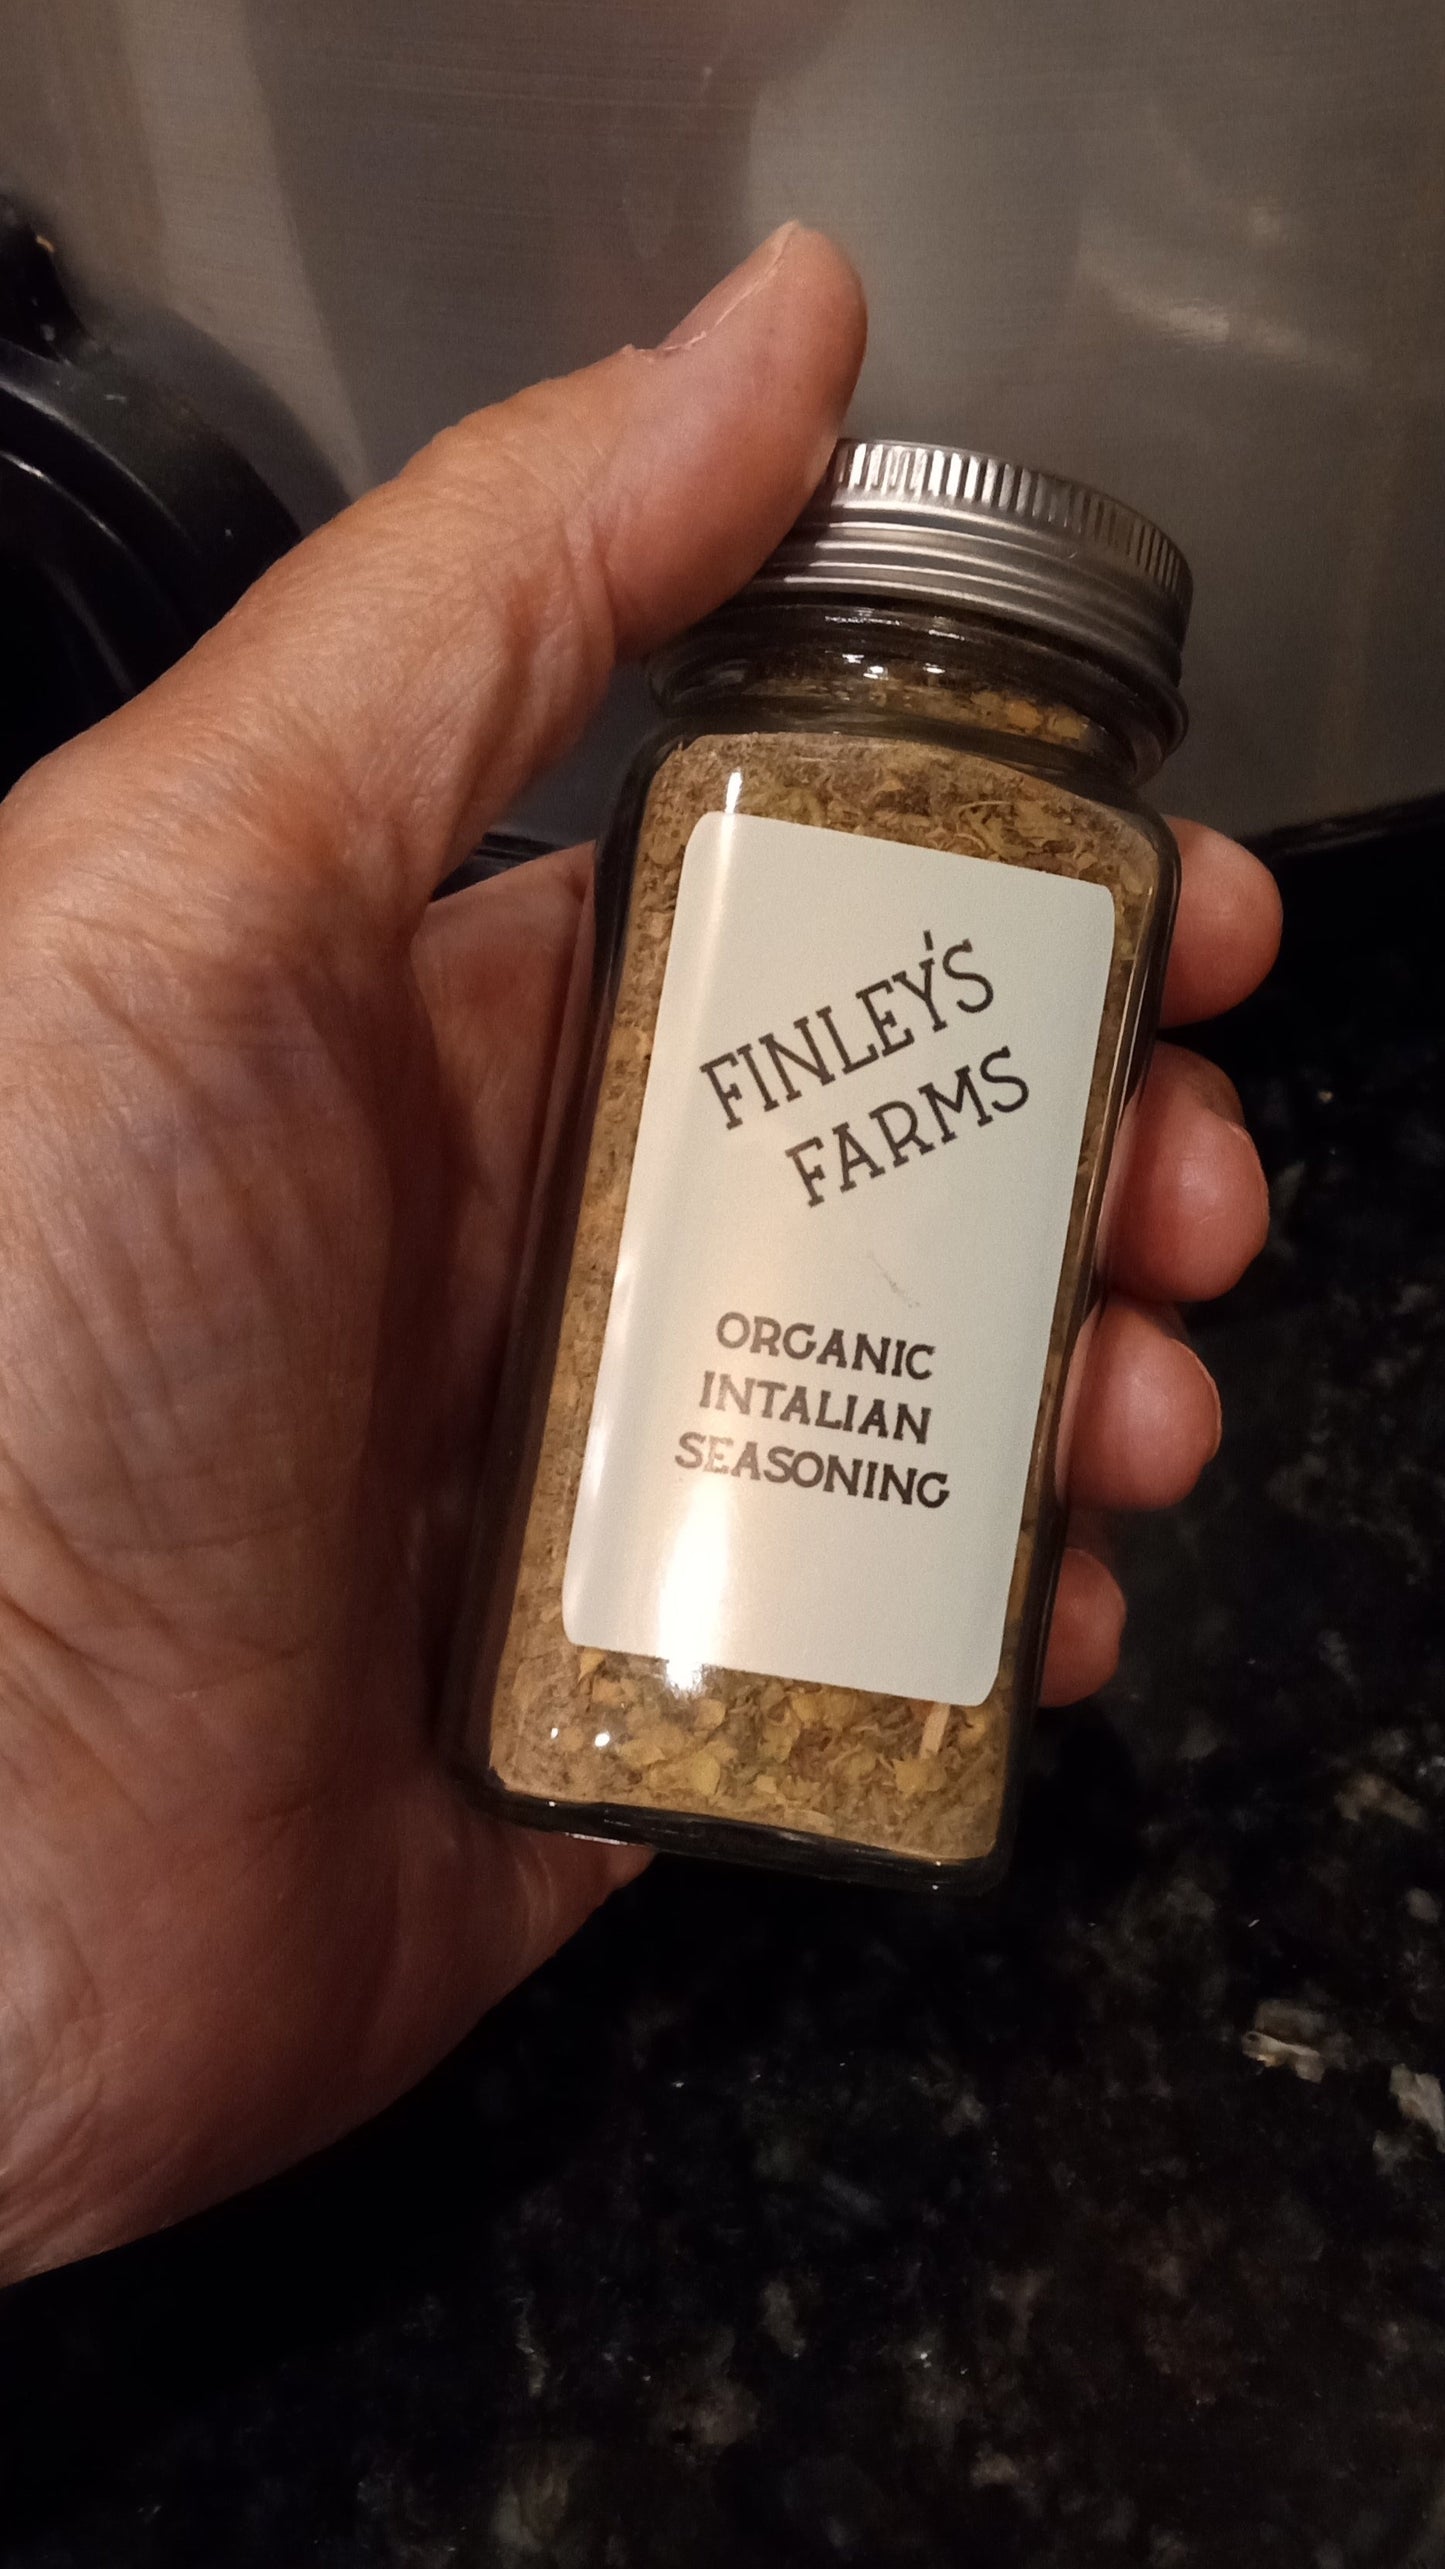 FINLEY'S
FARMS
ORGANIC
INTALIAN
SEASONING